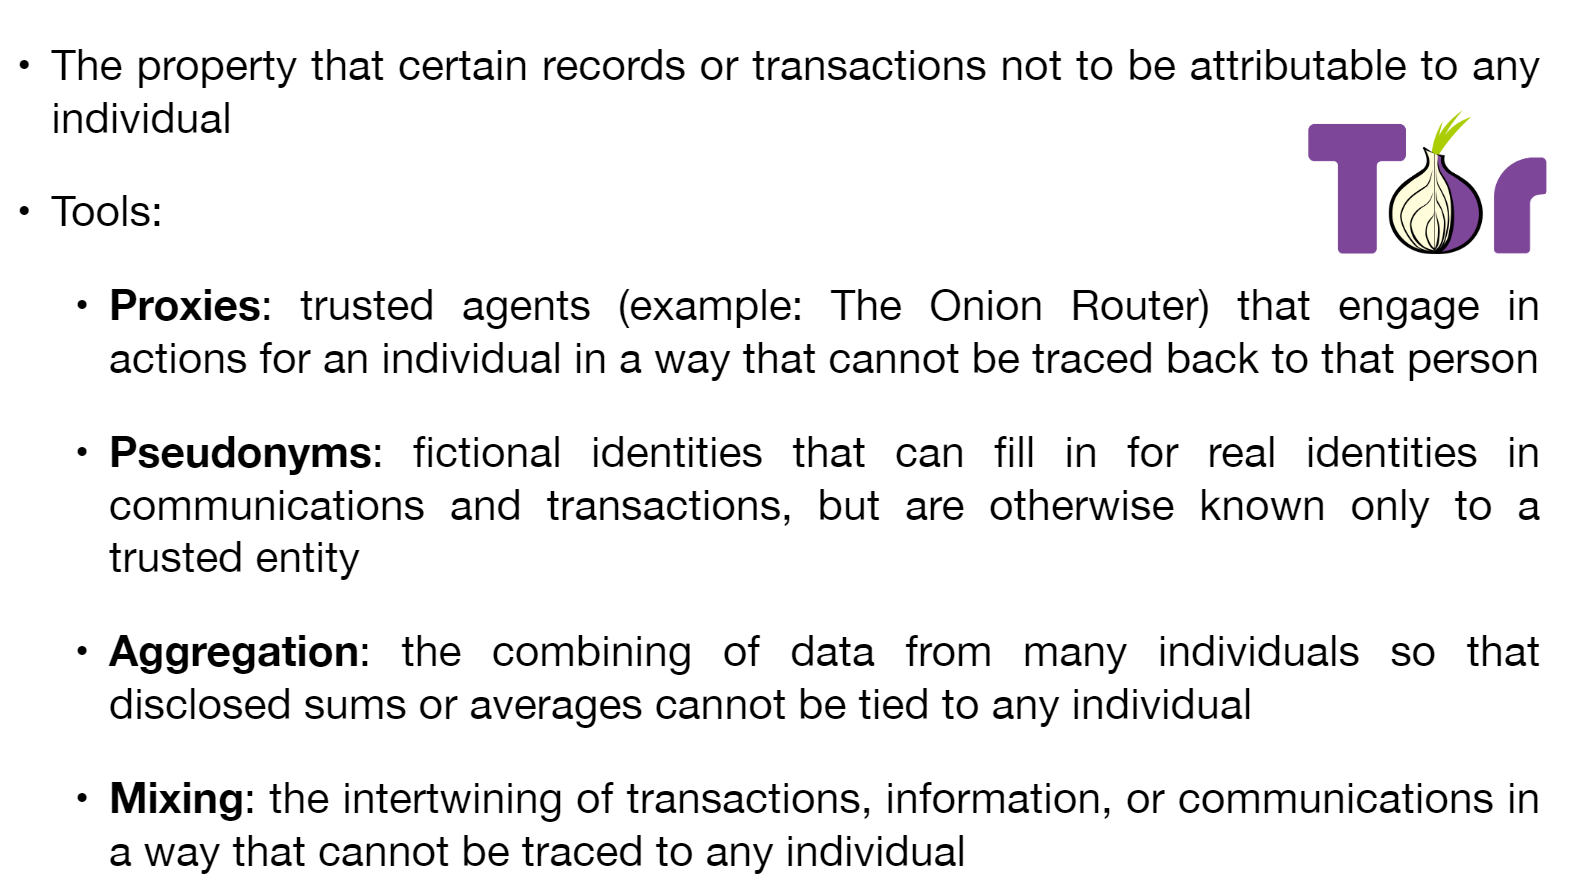 • The property that certain records or transactions not to be attributable to any
individual
Tor
• Tools:
• Proxies: trusted agents (example: The Onion Router) that engage in
actions for an individual in a way that cannot be traced back to that person
• Pseudonyms: fictional identities that can fill in for real identities in
communications and transactions, but are otherwise known only to a
trusted entity
• Aggregation: the combining of data from many individuals so that
disclosed sums or averages cannot be tied to any individual
• Mixing: the intertwining of transactions, information, or communications in
a way that cannot be traced to any individual